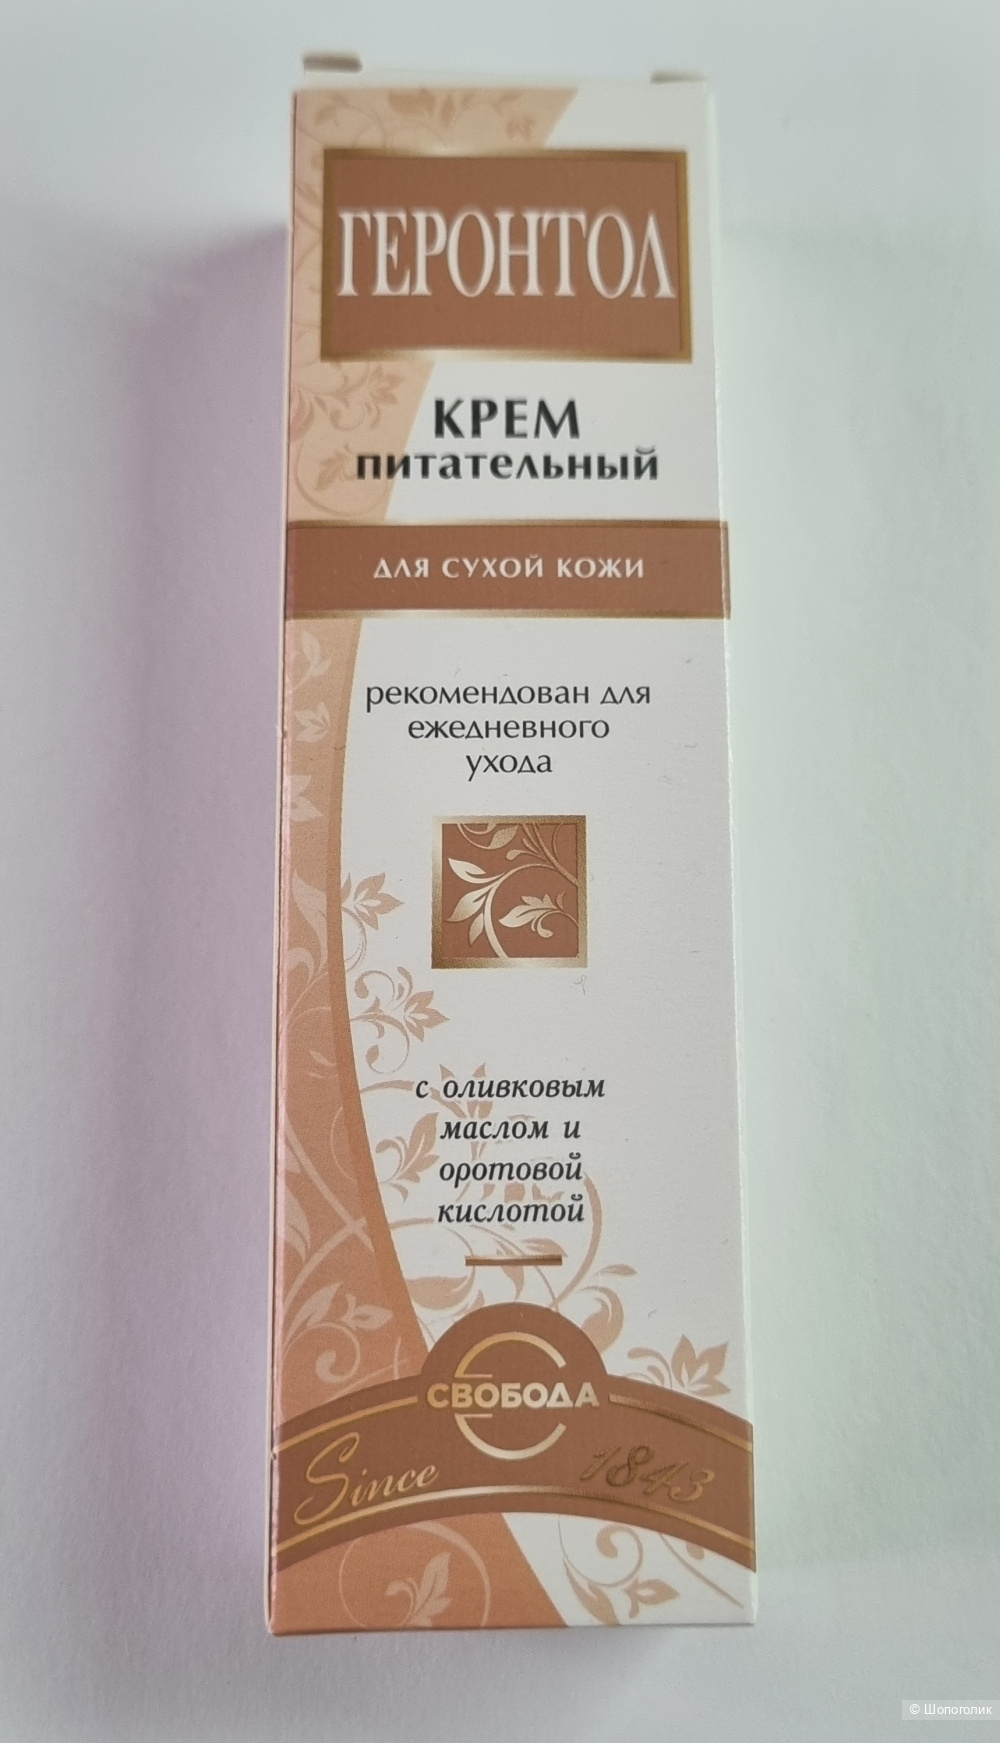 ГЕРОНТОЛ
КРЕМ
питательный
для сухой кожи
рекомендован для
ежедневного
ухода
с оливковым
маслом и
оротовой
кислотой
СВОБОДА
Since 1843
© Шопоголик